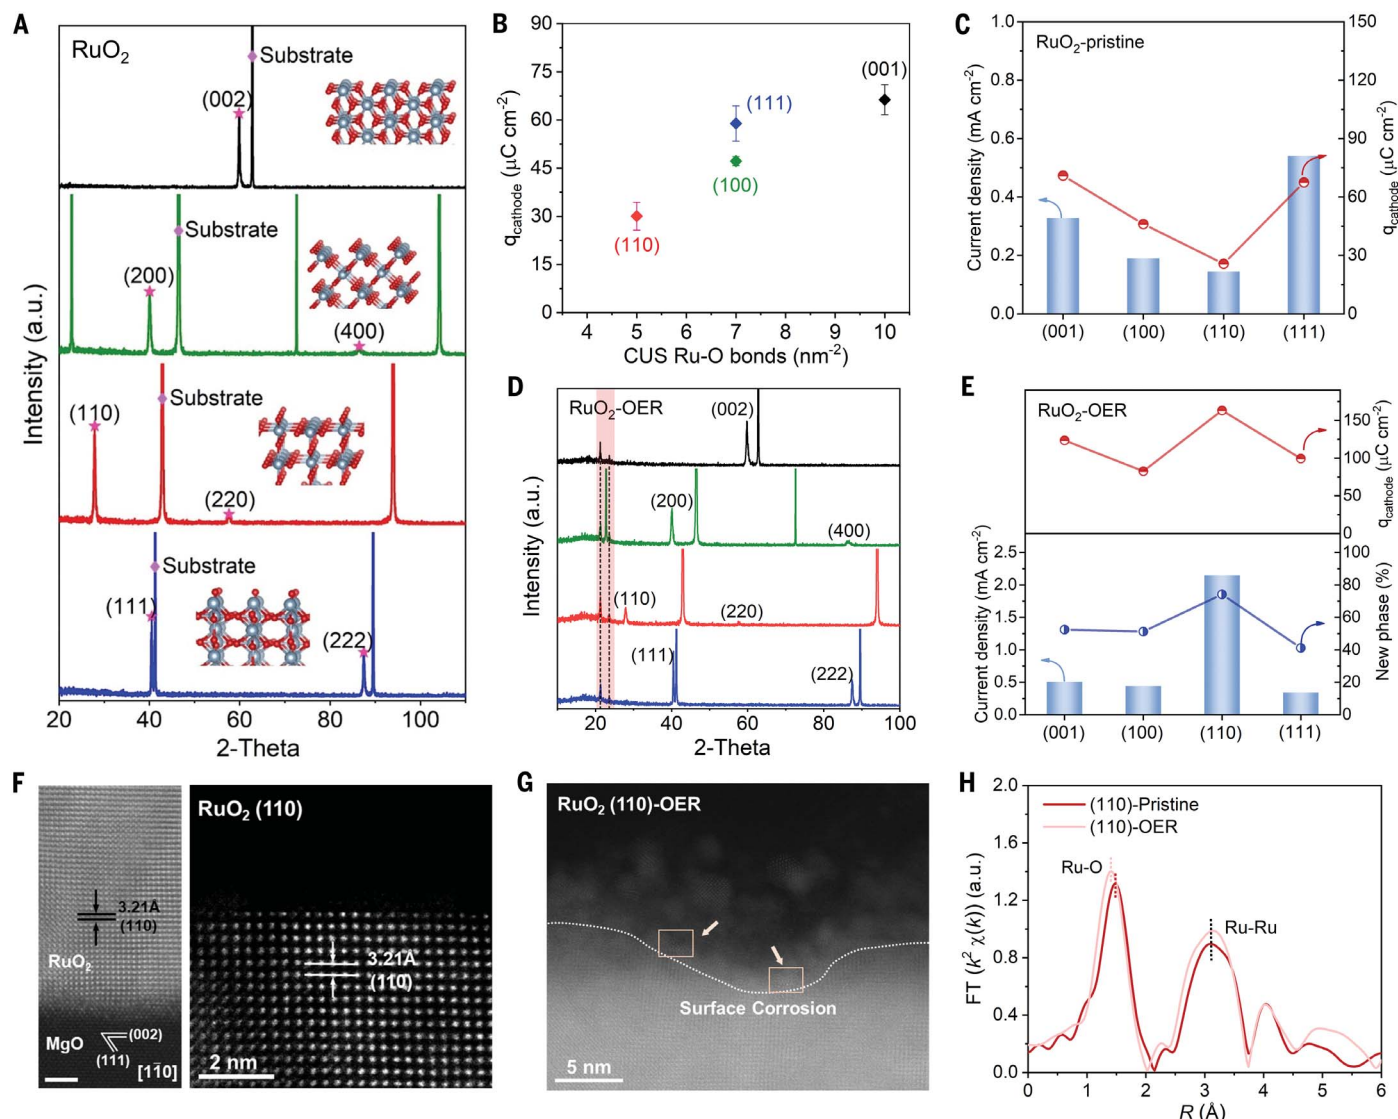 A
RuO2
Substrate
(002)
Substrate
(200)
(400)
(110)
Substrate
(220)
Substrate
(111)
(222)
Intensity (a.u.)
20 40 60 80 100
2-Theta
B
90
75
60
45
30
15
0
qcathode (μC cm-2)
(001)
(111)
(100)
(110)
4 5 6 7 8 9 10
CUS Ru-O bonds (nm-2)
C
RuO2-pristine
1.0
0.8
0.6
0.4
0.2
0.0
Current density (mA cm-2)
150
120
90
60
30
0
qcathode (μC cm-2)
(001) (100) (110) (111)
D
RuO2-OER
(002)
(200)
(400)
(110)
(220)
(111)
(222)
Intensity (a.u.)
20 40 60 80 100
2-Theta
E
RuO2-OER
150
100
50
0
qcathode (μC cm-2)
2.5
2.0
1.5
1.0
0.5
0.0
Current density (mA cm-2)
100
80
60
40
20
0
New phase (%)
(001) (100) (110) (111)
F
3.21A
(110)
RuO2
MgO
(002)
(111)
[11̄0]
RuO2 (110)
3.21A
(110)
2 nm
G
RuO2 (110)-OER
Surface Corrosion
5 nm
H
2.0
1.6
1.2
0.8
0.4
0.0
FT (k2 χ(k)) (a.u.)
(110)-Pristine
(110)-OER
Ru-O
Ru-Ru
0 1 2 3 4 5 6
R (Å)